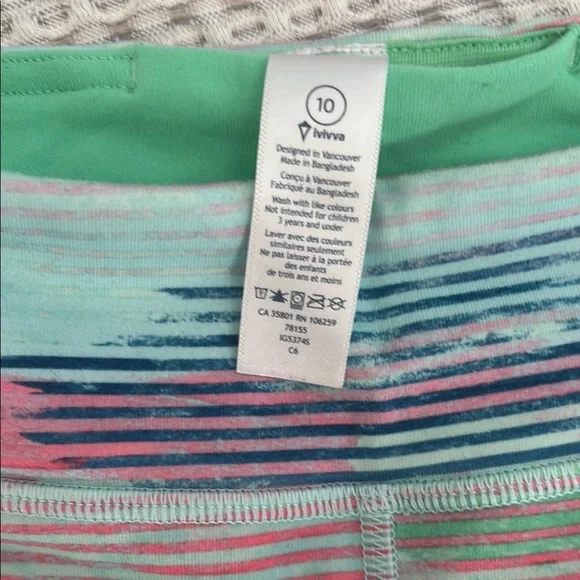 10
ivivva
Designed in Vancouver
Made in Bangladesh
Conçu à Vancouver
Fabriqué au Bangladesh
Wash with like colours
Not intended for children
3 years and under
Laver avec des couleurs
similaires seulement
Ne pas laisser à la portée
des enfants
de trois ans et moins
CA 35801 RN 106259
78155
IG5374S
C6